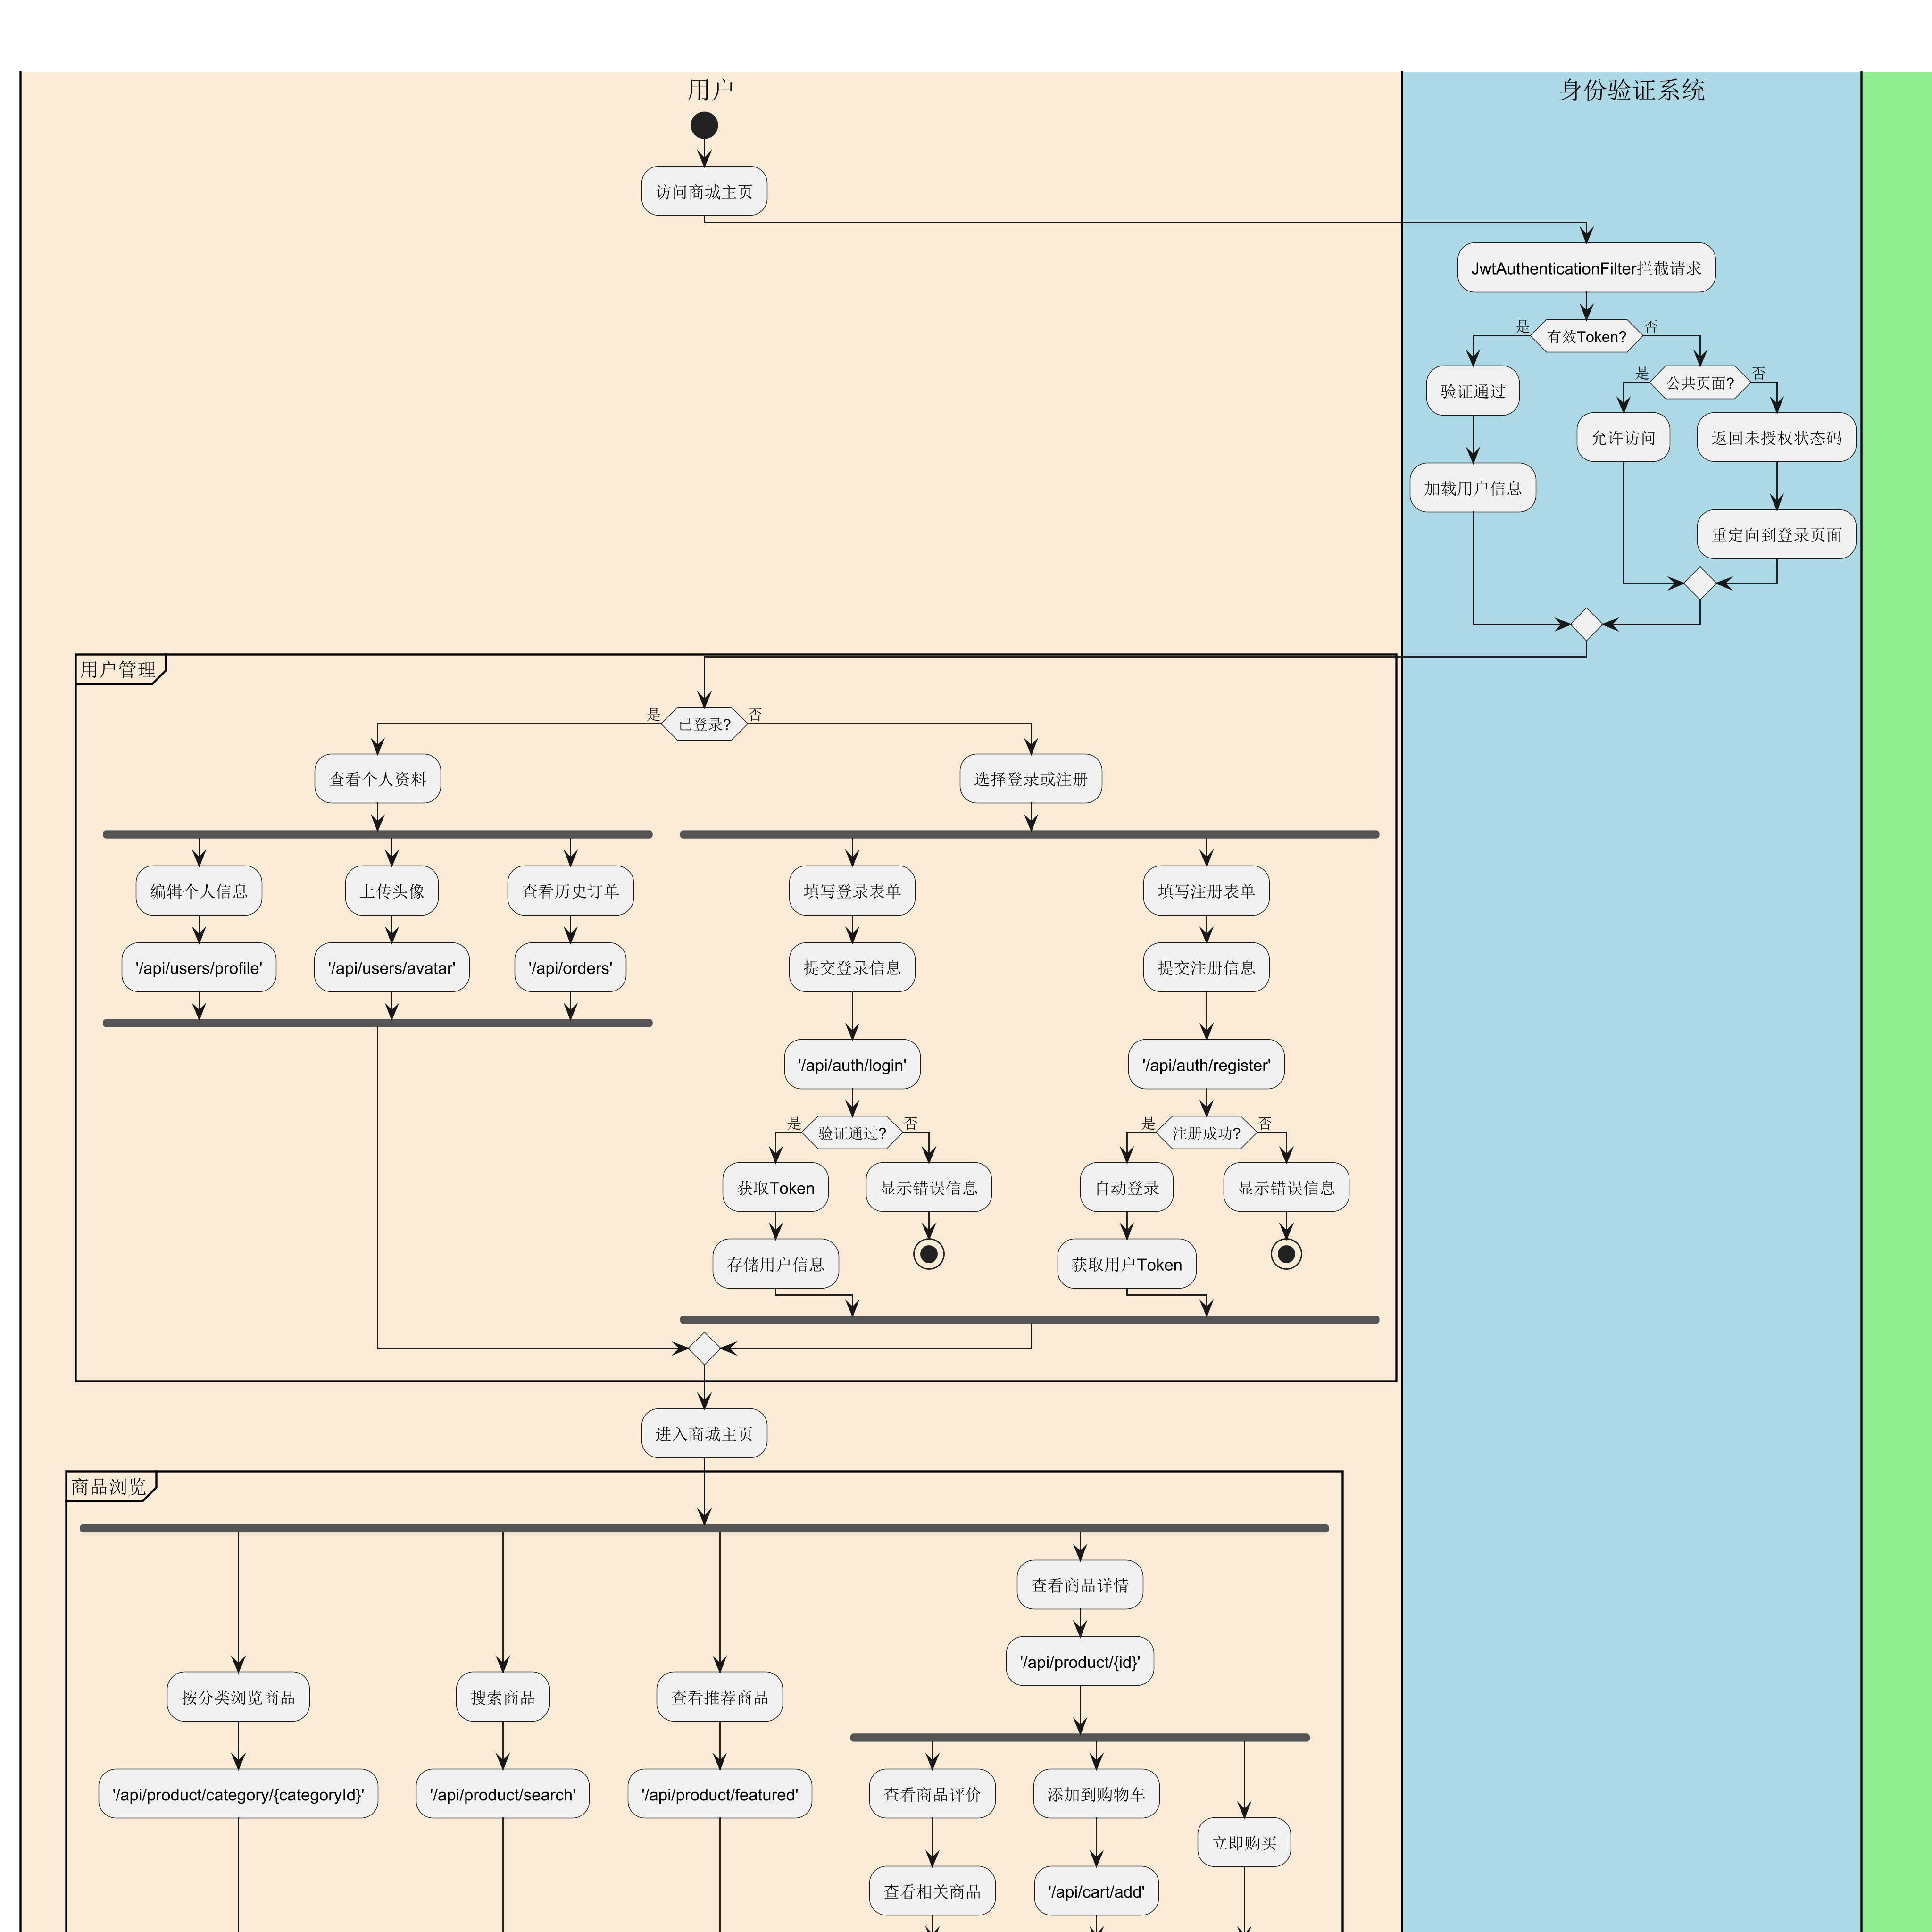 用户
身份验证系统
访问商城主页
JwtAuthenticationFilter拦截请求
是
有效Token?
否
验证通过
是
公共页面?
否
允许访问
返回未授权状态码
加载用户信息
重定向到登录页面
用户管理
是
已登录?
否
查看个人资料
选择登录或注册
编辑个人信息
上传头像
查看历史订单
填写登录表单
填写注册表单
'/api/users/profile'
'/api/users/avatar'
'/api/orders'
提交登录信息
提交注册信息
'/api/auth/login'
'/api/auth/register'
是
验证通过?
否
是
注册成功?
否
获取Token
显示错误信息
自动登录
显示错误信息
存储用户信息
获取用户Token
进入商城主页
商品浏览
查看商品详情
'/api/product/{id}'
按分类浏览商品
搜索商品
查看推荐商品
'/api/product/category/{categoryId}'
'/api/product/search'
'/api/product/featured'
查看商品评价
添加到购物车
立即购买
查看相关商品
'/api/cart/add'